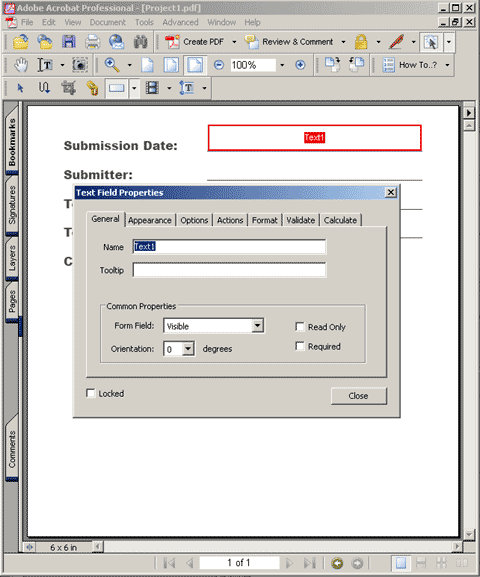 Adobe Acrobat Professional - [Project1.pdf]
File Edit View Document Tools Advanced Window Help
Create PDF Review & Comment
100% How To..?
Bookmarks
Signatures
Layers
Pages
Comments
Submission Date:
Text1
Submitter:
T
T
C
Text Field Properties
General Appearance Options Actions Format Validate Calculate
Name Text1
Tooltip
Common Properties
Form Field: Visible Read Only
Orientation: 0 degrees Required
Locked Close
6 x 6 in
1 of 1